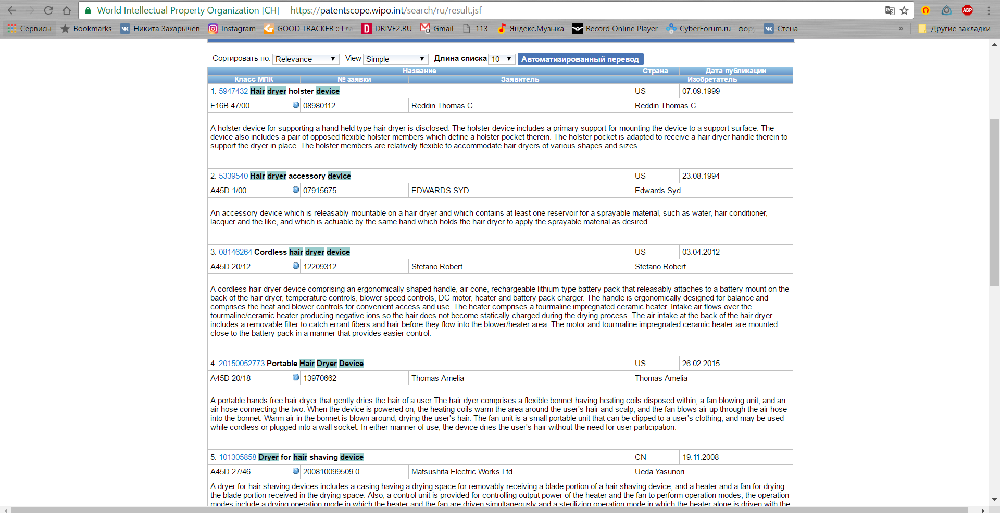 World Intellectual Property Organization [CH] https://patentscope.wipo.int/search/ru/result.jsf
Сервисы Bookmarks Никита Захарычев Instagram GOOD TRACKER :: Гла DRIVE2.RU Gmail 113 Яндекс.Музыка Record Online Player CyberForum.ru - фор Стена » Другие закладки
Сортировать по: Relevance View Simple Длина списка 10 Автоматизированный перевод
Название Страна Дата публикации
Класс МПК № заявки Заявитель Изобретатель
1. 5947432 Hair dryer holster device US 07.09.1999
F16B 47/00 08980112 Reddin Thomas C. Reddin Thomas C.
A holster device for supporting a hand held type hair dryer is disclosed. The holster device includes a primary support for mounting the device to a support surface. The
device also includes a pair of opposed flexible holster members which define a holster pocket therein. The holster pocket is adapted to receive a hair dryer handle therein to
support the dryer in place. The holster members are relatively flexible to accommodate hair dryers of various shapes and sizes.
2. 5339540 Hair dryer accessory device US 23.08.1994
A45D 1/00 07915675 EDWARDS SYD Edwards Syd
An accessory device which is releasably mountable on a hair dryer and which contains at least one reservoir for a sprayable material, such as water, hair conditioner,
lacquer and the like, and which is actuable by the same hand which holds the hair dryer to apply the sprayable material as desired.
3. 08146264 Cordless hair dryer device US 03.04.2012
A45D 20/12 12209312 Stefano Robert Stefano Robert
A cordless hair dryer device comprising an ergonomically shaped handle, air cone, rechargeable lithium-type battery pack that releasably attaches to a battery mount on the
back of the hair dryer, temperature controls, blower speed controls, DC motor, heater and battery pack charger. The handle is ergonomically designed for balance and
comprises the heat and blower controls for convenient access and use. The heater comprises a tourmaline impregnated ceramic heater. Intake air flows over the
tourmaline/ceramic heater producing negative ions so the hair does not become statically charged during the drying process. The air intake at the back of the hair dryer
includes a removable filter to catch errant fibers and hair before they flow into the blower/heater area. The motor and tourmaline impregnated ceramic heater are mounted
close to the battery pack in a manner that provides easier control.
4. 20150052773 Portable Hair Dryer Device US 26.02.2015
A45D 20/18 13970662 Thomas Amelia Thomas Amelia
A portable hands free hair dryer that gently dries the hair of a user The hair dyer comprises a flexible bonnet having heating coils disposed within, a fan blowing unit, and an
air hose connecting the two. When the device is powered on, the heating coils warm the area around the user's hair and scalp, and the fan blows air up through the air hose
into the bonnet. Warm air in the bonnet is blown around, drying the user's hair. The fan unit is a small portable unit that can be clipped to a user's clothing, and may be used
while cordless or plugged into a wall socket. In either manner of use, the device dries the user's hair without the need for user participation.
5. 101305858 Dryer for hair shaving device CN 19.11.2008
A45D 27/46 200810099509.0 Matsushita Electric Works Ltd. Ueda Yasunori
A dryer for hair shaving devices includes a casing having a drying space for removably receiving a blade portion of a hair shaving device, and a heater and a fan for drying
the blade portion received in the drying space. Also, a control unit is provided for controlling output power of the heater and the fan to perform operation modes, the operation
modes include a drying operation mode in which the heater and the fan are driven simultaneously and a sterilizing operation mode in which the heater alone is driven with the